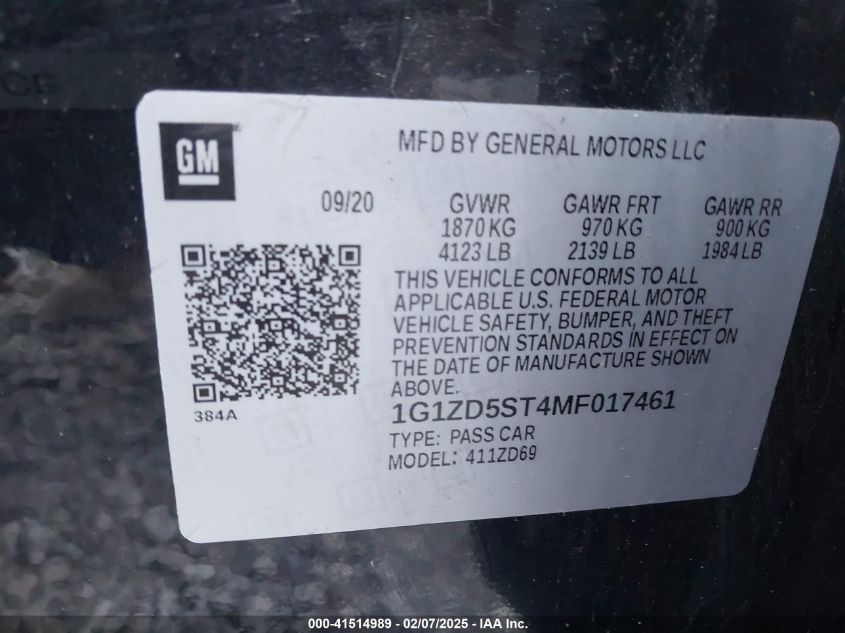 GM
MFD BY GENERAL MOTORS LLC
09/20 GVWR GAWR FRT GAWR RR
1870 KG 970 KG 900 KG
4123 LB 2139 LB 1984 LB
THIS VEHICLE CONFORMS TO ALL
APPLICABLE U.S. FEDERAL MOTOR
VEHICLE SAFETY, BUMPER, AND THEFT
PREVENTION STANDARDS IN EFFECT ON
THE DATE OF MANUFACTURE SHOWN
ABOVE.
384A
1G1ZD5ST4MF017461
TYPE: PASS CAR
MODEL: 411ZD69
000-41514989 - 02/07/2025 - IAA Inc.